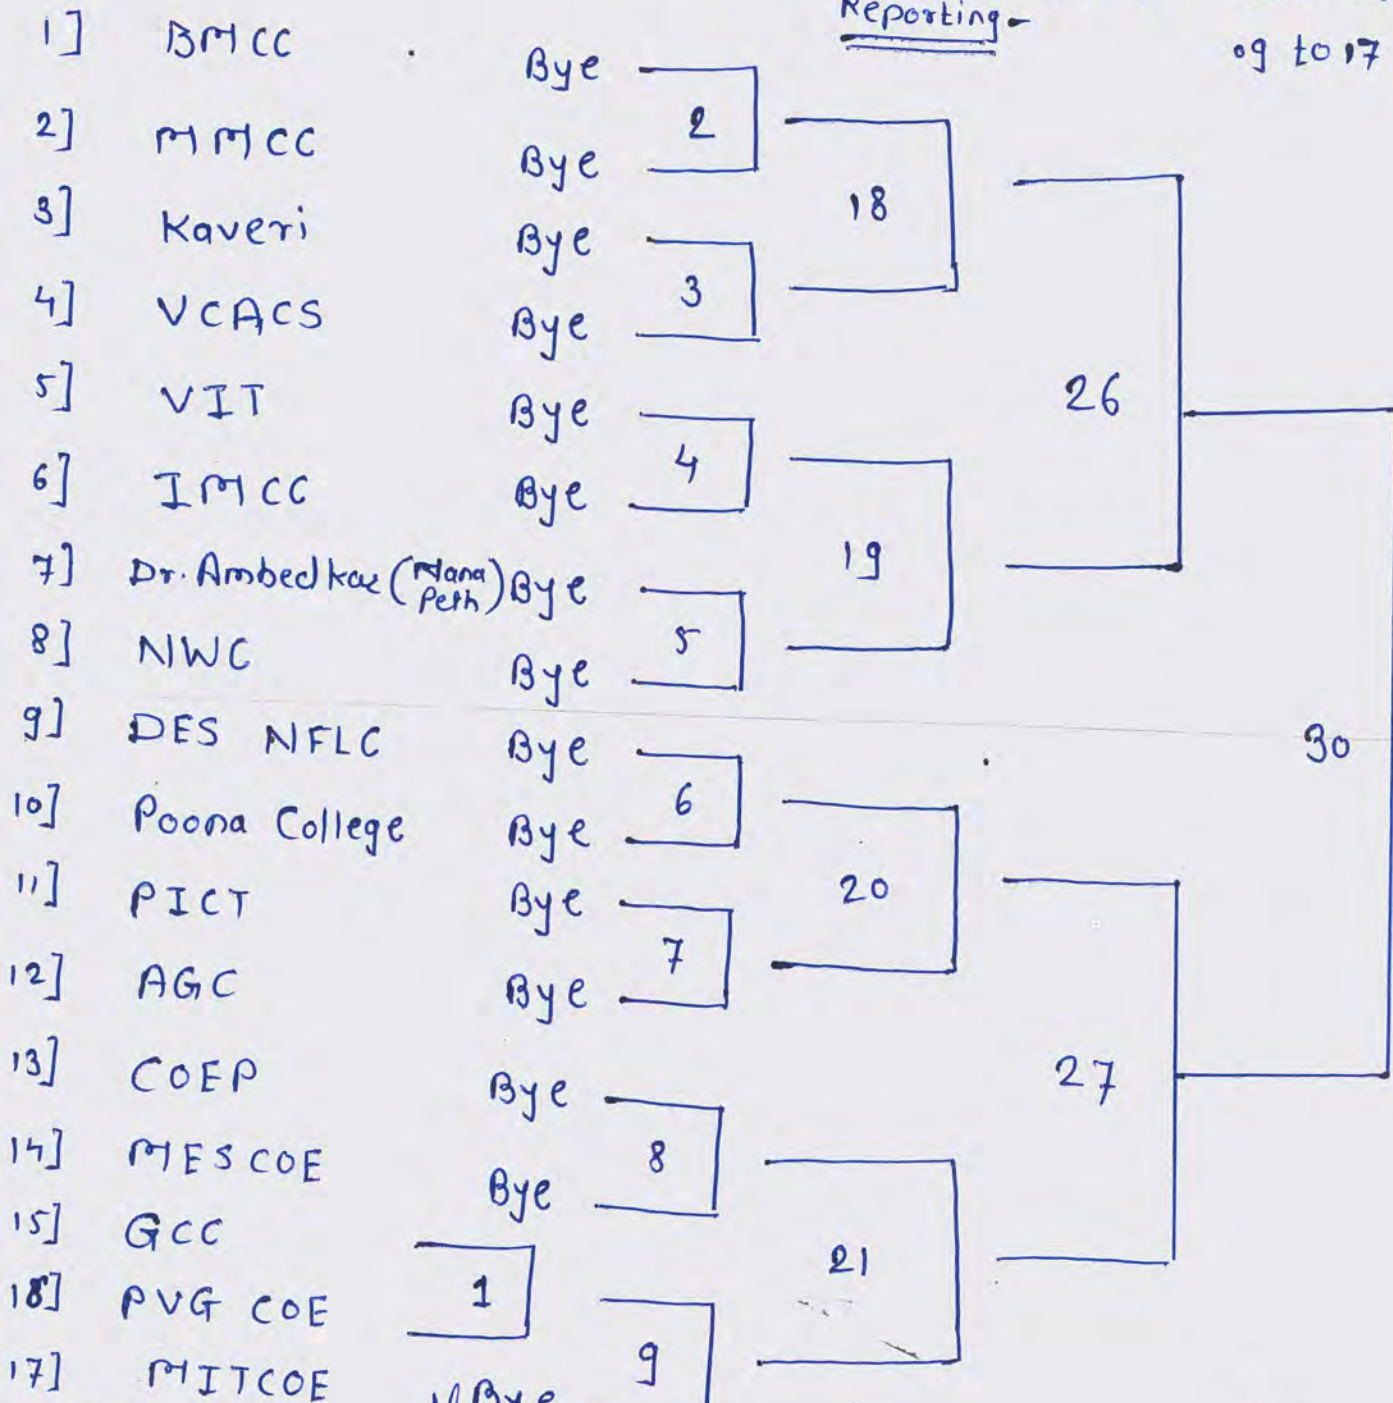 Reporting-
09 to 17
1] BMCC Bye
2
2] MMCC Bye
18
3] Kaveri Bye
3
4] VCACS Bye
26
5] VIT Bye
4
6] IMCC Bye
19
7] Dr. Ambedkae (Nana Peth) Bye
5
8] NWC Bye
9] DES NFLC Bye
30
6
10] Poona College Bye
20
11] PICT Bye
7
12] AGC Bye
13] COEP Bye
27
8
14] MESCOE Bye
15] GCC
21
1
18] PVG COE
9
17] MITCOE Bye